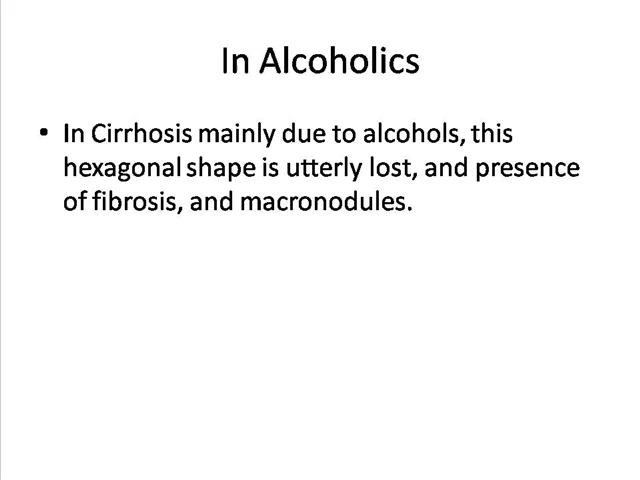 In Alcoholics
• In Cirrhosis mainly due to alcohols, this
hexagonal shape is utterly lost, and presence
of fibrosis, and macronodules.